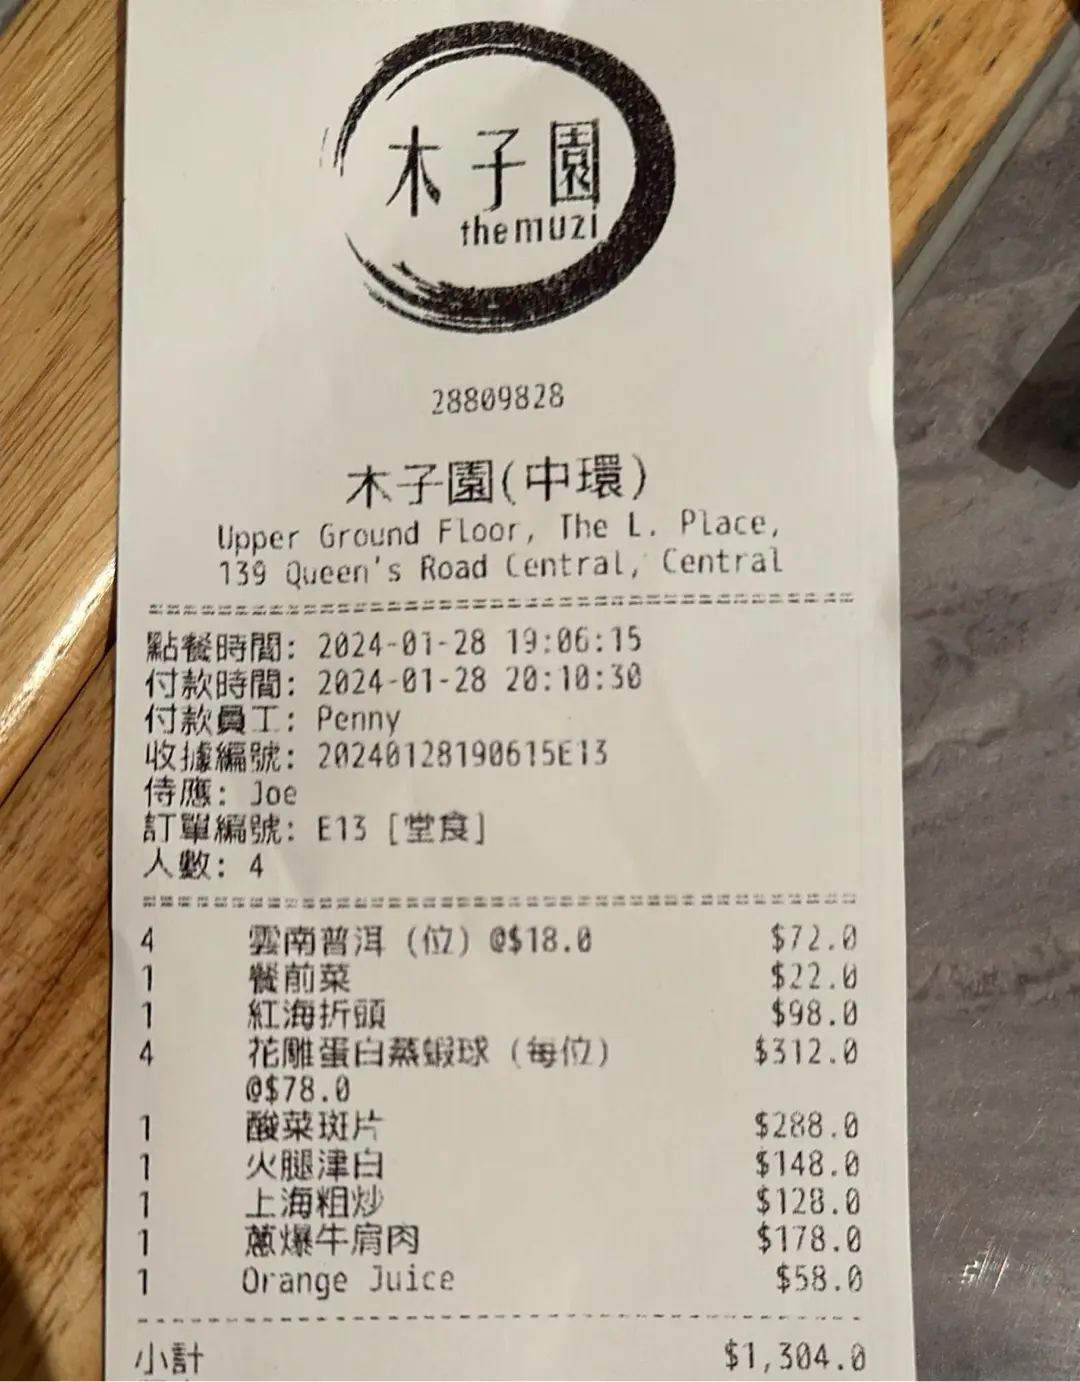 木子園
themuzi
28809828
木子園(中環)
Upper Ground Floor, The L. Place,
139 Queen's Road Central, Central
點餐時間: 2024-01-28 19:06:15
付款時間: 2024-01-28 20:10:30
付款員工: Penny
收據編號: 20240128190615E13
侍應: Joe
訂單編號: E13 [堂食]
人數: 4
4 雲南普洱 (位) @$18.0 $72.0
1 餐前菜 $22.0
1 紅海折頭 $98.0
4 花雕蛋白蒸蝦球 (每位) $312.0
@$78.0
1 酸菜斑片 $288.0
1 火腿津白 $148.0
1 上海粗炒 $128.0
1 蔥爆牛肩肉 $178.0
1 Orange Juice $58.0
小計 $1,304.0